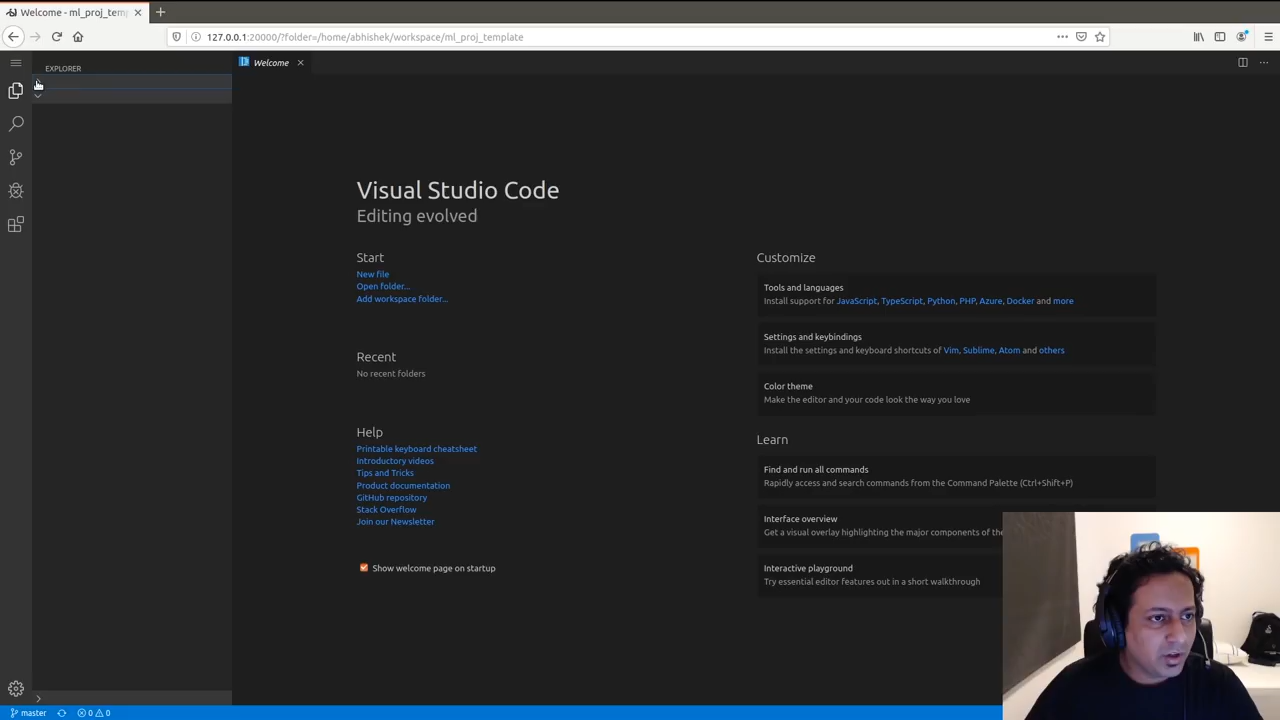 Welcome - ml_proj_temp
127.0.0.1:20000/?folder=/home/abhishek/workspace/ml_proj_template
EXPLORER
Welcome
Visual Studio Code
Editing evolved
Start
New file
Open folder...
Add workspace folder...
Recent
No recent folders
Help
Printable keyboard cheatsheet
Introductory videos
Tips and Tricks
Product documentation
GitHub repository
Stack Overflow
Join our Newsletter
Show welcome page on startup
Customize
Tools and languages
Install support for JavaScript, TypeScript, Python, PHP, Azure, Docker and more
Settings and keybindings
Install the settings and keyboard shortcuts of Vim, Sublime, Atom and others
Color theme
Make the editor and your code look the way you love
Learn
Find and run all commands
Rapidly access and search commands from the Command Palette (Ctrl+Shift+P)
Interface overview
Get a visual overlay highlighting the major components of the
Interactive playground
Try essential editor features out in a short walkthrough
master
0 0